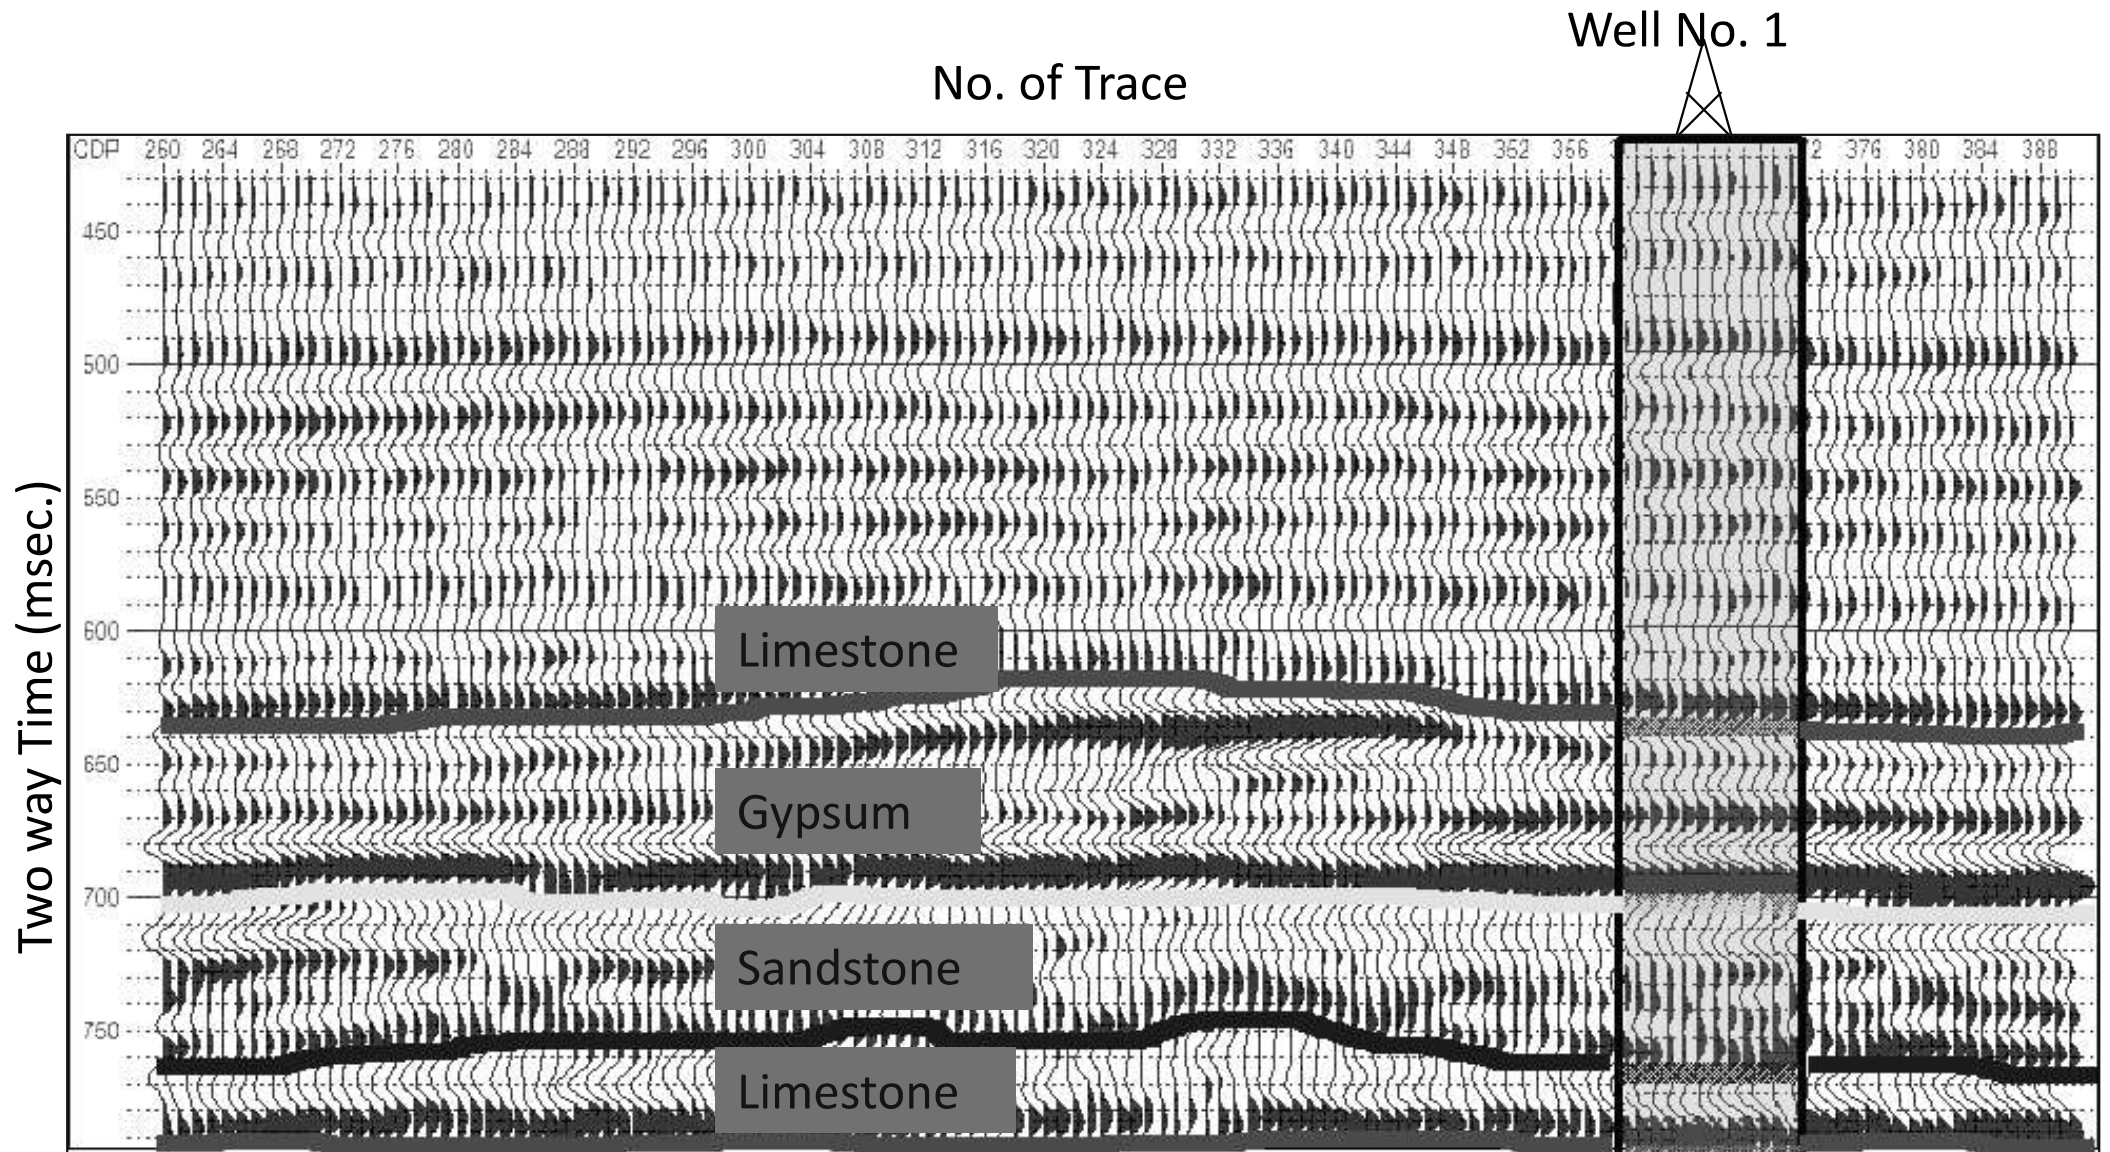 Well No. 1
No. of Trace
CDP 260 264 268 272 276 280 284 288 292 296 300 304 308 312 316 320 324 328 332 336 340 344 348 352 356 2 376 380 384 388
Two way Time (msec.)
450
500
550
600
Limestone
650
Gypsum
700
Sandstone
750
Limestone